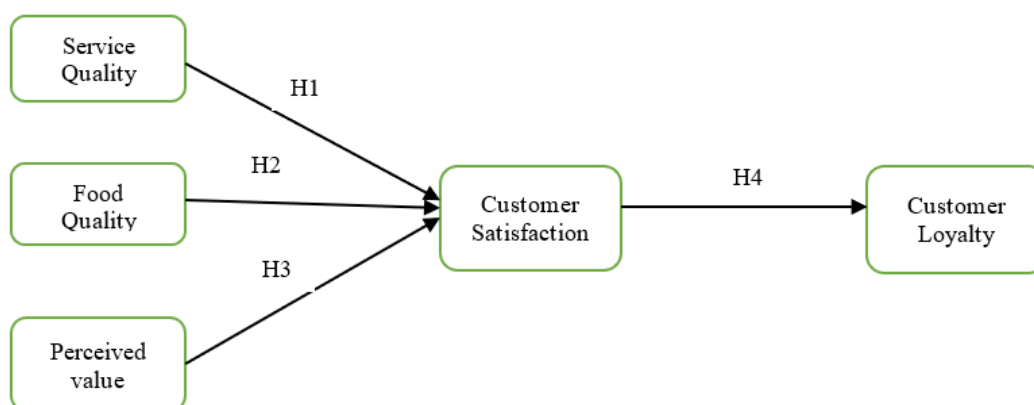 Service
Quality
H1
Food
Quality
H2
Perceived
value
H3
Customer
Satisfaction
H4
Customer
Loyalty